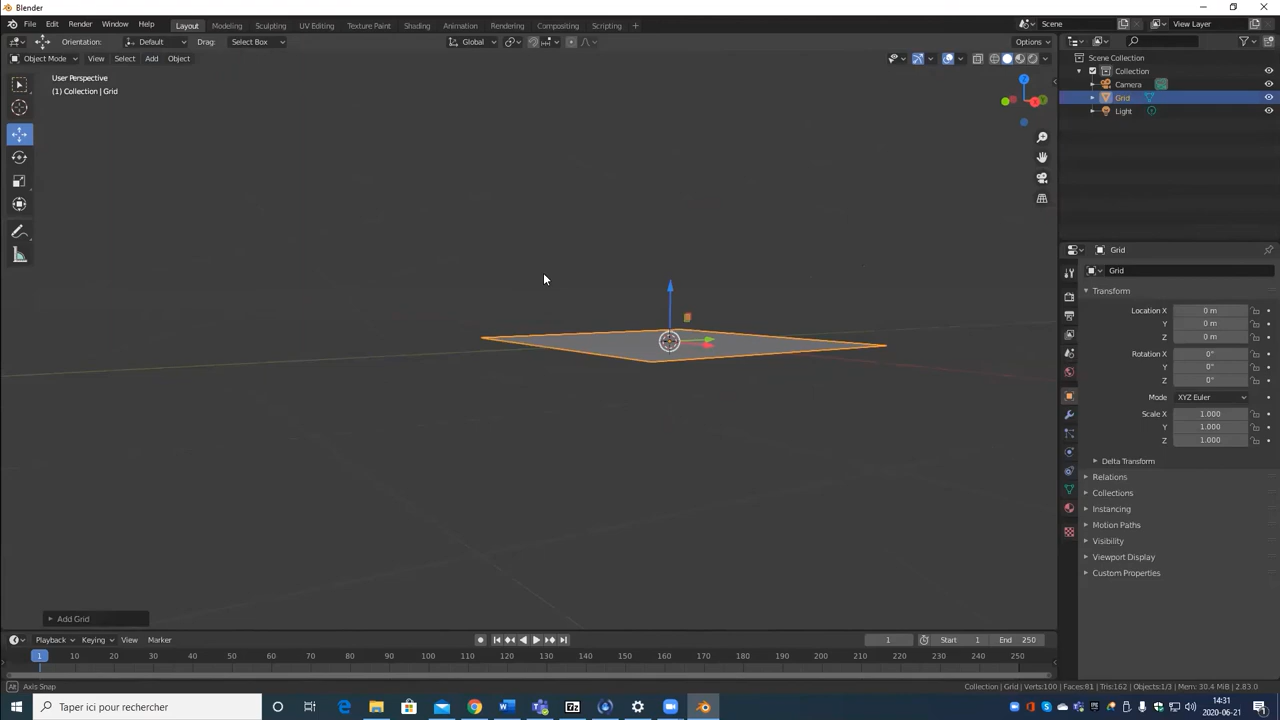 Blender
File Edit Render Window Help Layout Modeling Sculpting UV Editing Texture Paint Shading Animation Rendering Compositing Scripting + Scene View Layer
Orientation: Default Drag: Select Box Global Options
Object Mode View Select Add Object
User Perspective
(1) Collection | Grid
Scene Collection
Collection
Camera
Grid
Light
Grid
Grid
Transform
Location X 0 m
Y 0 m
Z 0 m
Rotation X 0°
Y 0°
Z 0°
Mode XYZ Euler
Scale X 1.000
Y 1.000
Z 1.000
Delta Transform
Relations
Collections
Instancing
Motion Paths
Visibility
Viewport Display
Custom Properties
Add Grid
Playback Keying View Marker 1 Start 1 End 250
1 10 20 30 40 50 60 70 80 90 100 110 120 130 140 150 160 170 180 190 200 210 220 230 240 250
Axis Snap
Collection | Grid | Verts:100 | Faces:81 | Tris:162 | Objects:1/3 | Mem: 30.4 MiB | 2.83.0
Taper ici pour rechercher
14:31
2020-06-21